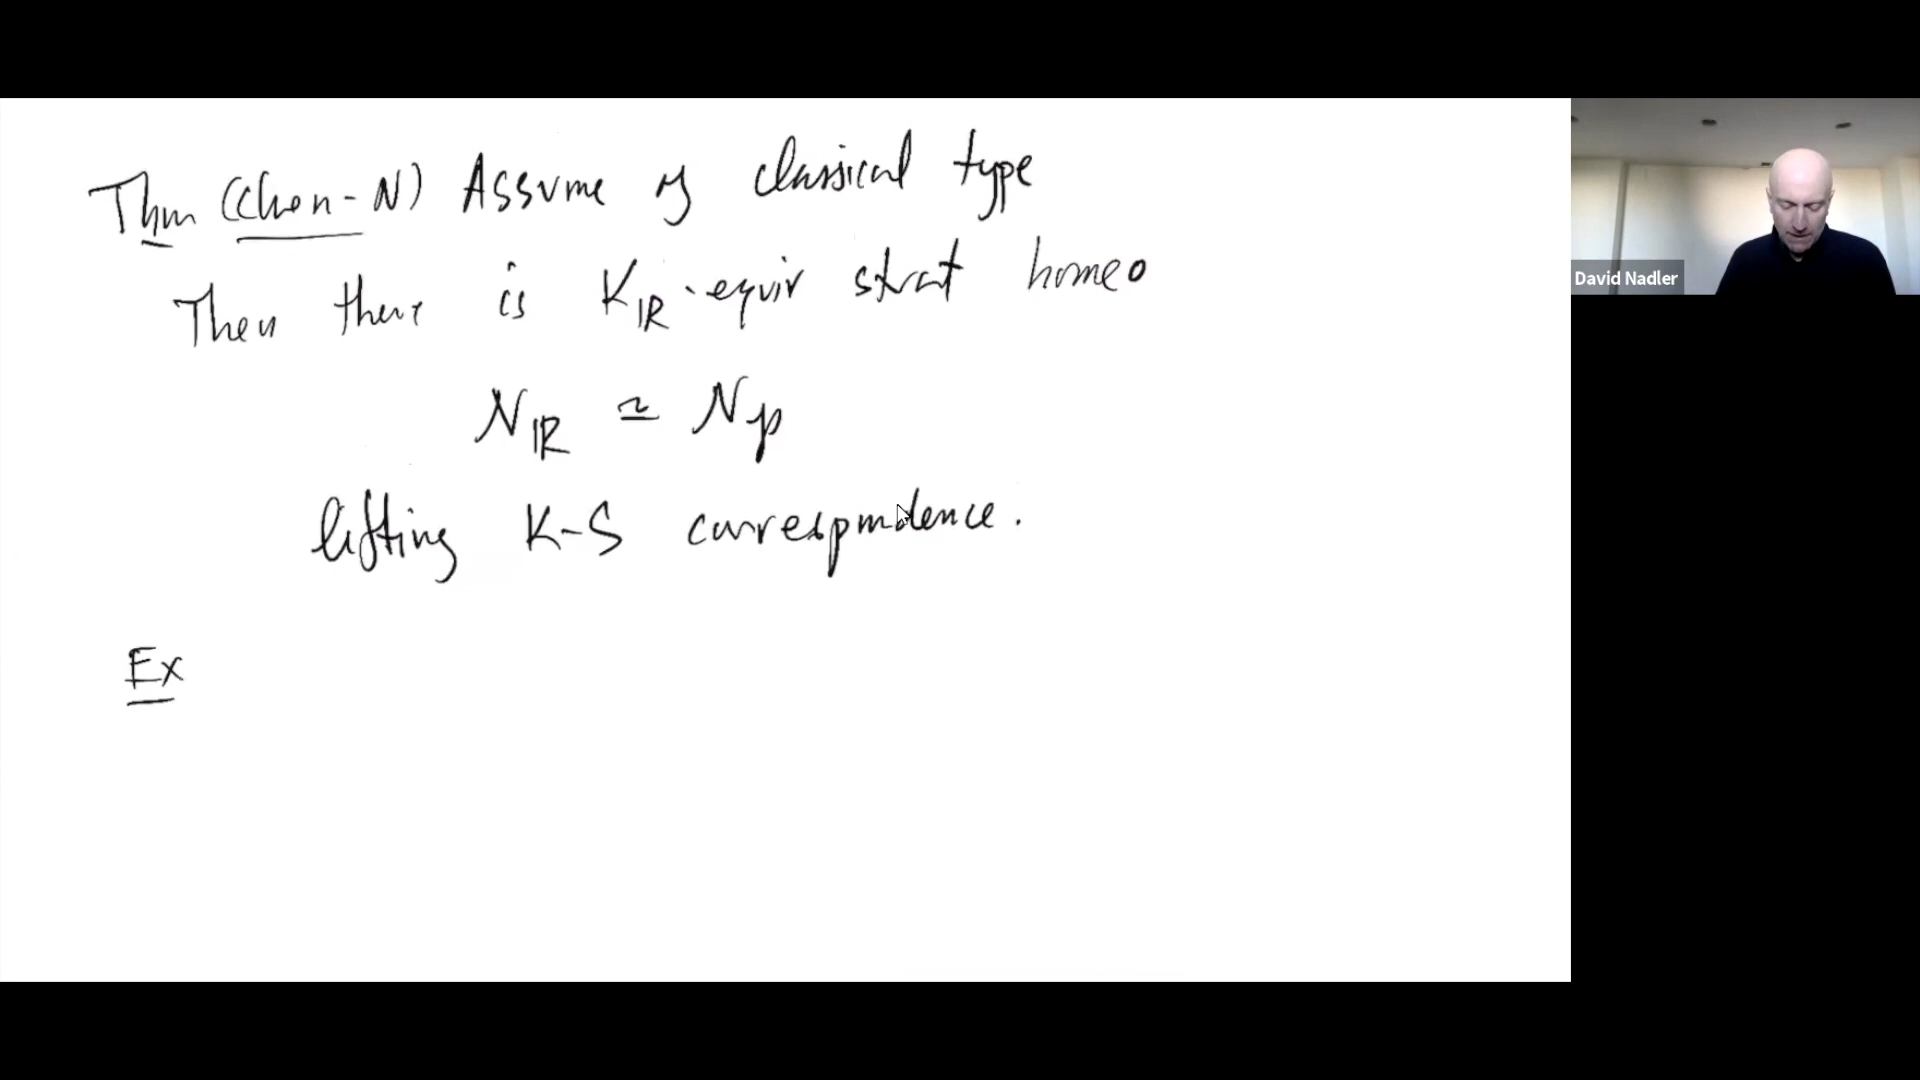 Thm (Chen-N) Assume 𝔤 classical type
Then there is K_ℝ-equiv strat homeo
N_ℝ ≃ N_p
lifting K-S correspondence.
Ex
David Nadler